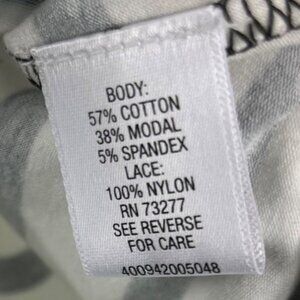 BODY:
57% COTTON
38% MODAL
5% SPANDEX
LACE:
100% NYLON
RN 73277
SEE REVERSE
FOR CARE
400942005048